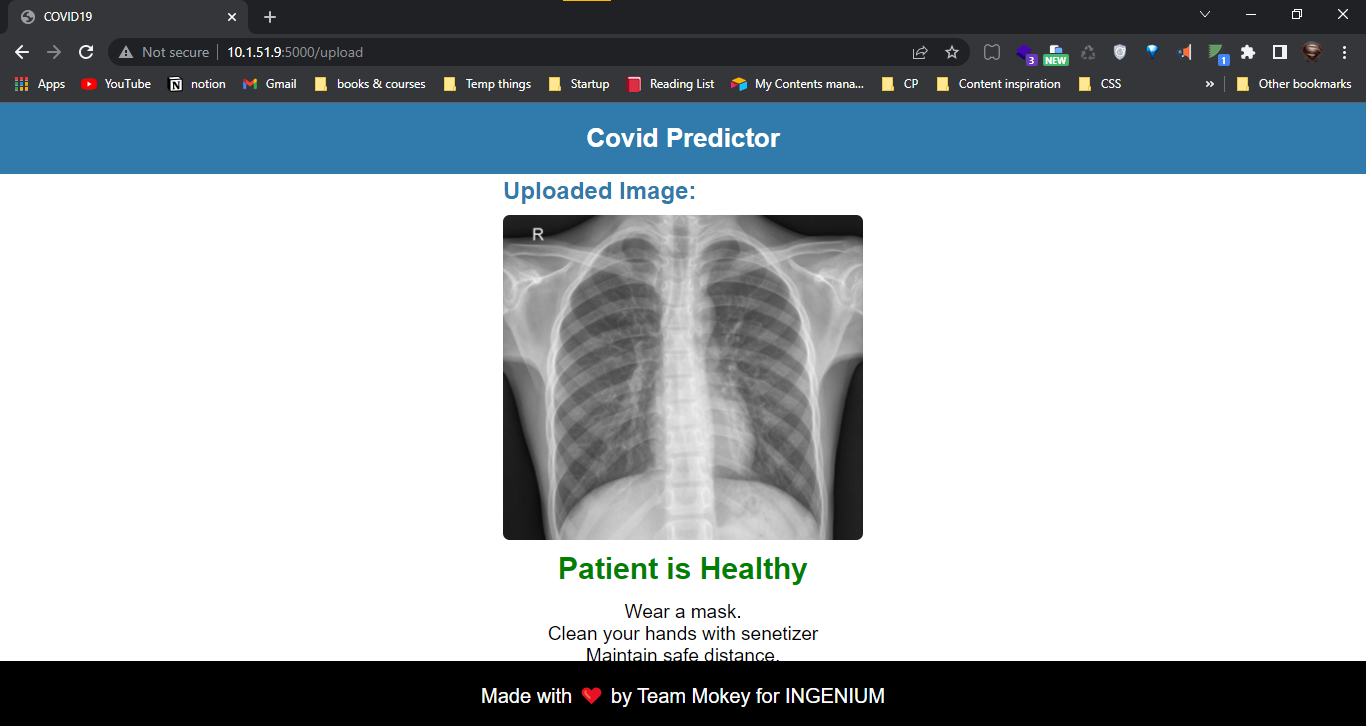 COVID19
Not secure 10.1.51.9:5000/upload
3 NEW 1
Apps YouTube notion Gmail books & courses Temp things Startup Reading List My Contents mana... CP Content inspiration CSS » Other bookmarks
Covid Predictor
Uploaded Image:
R
Patient is Healthy
Wear a mask.
Clean your hands with senetizer
Maintain safe distance.
Made with ❤ by Team Mokey for INGENIUM